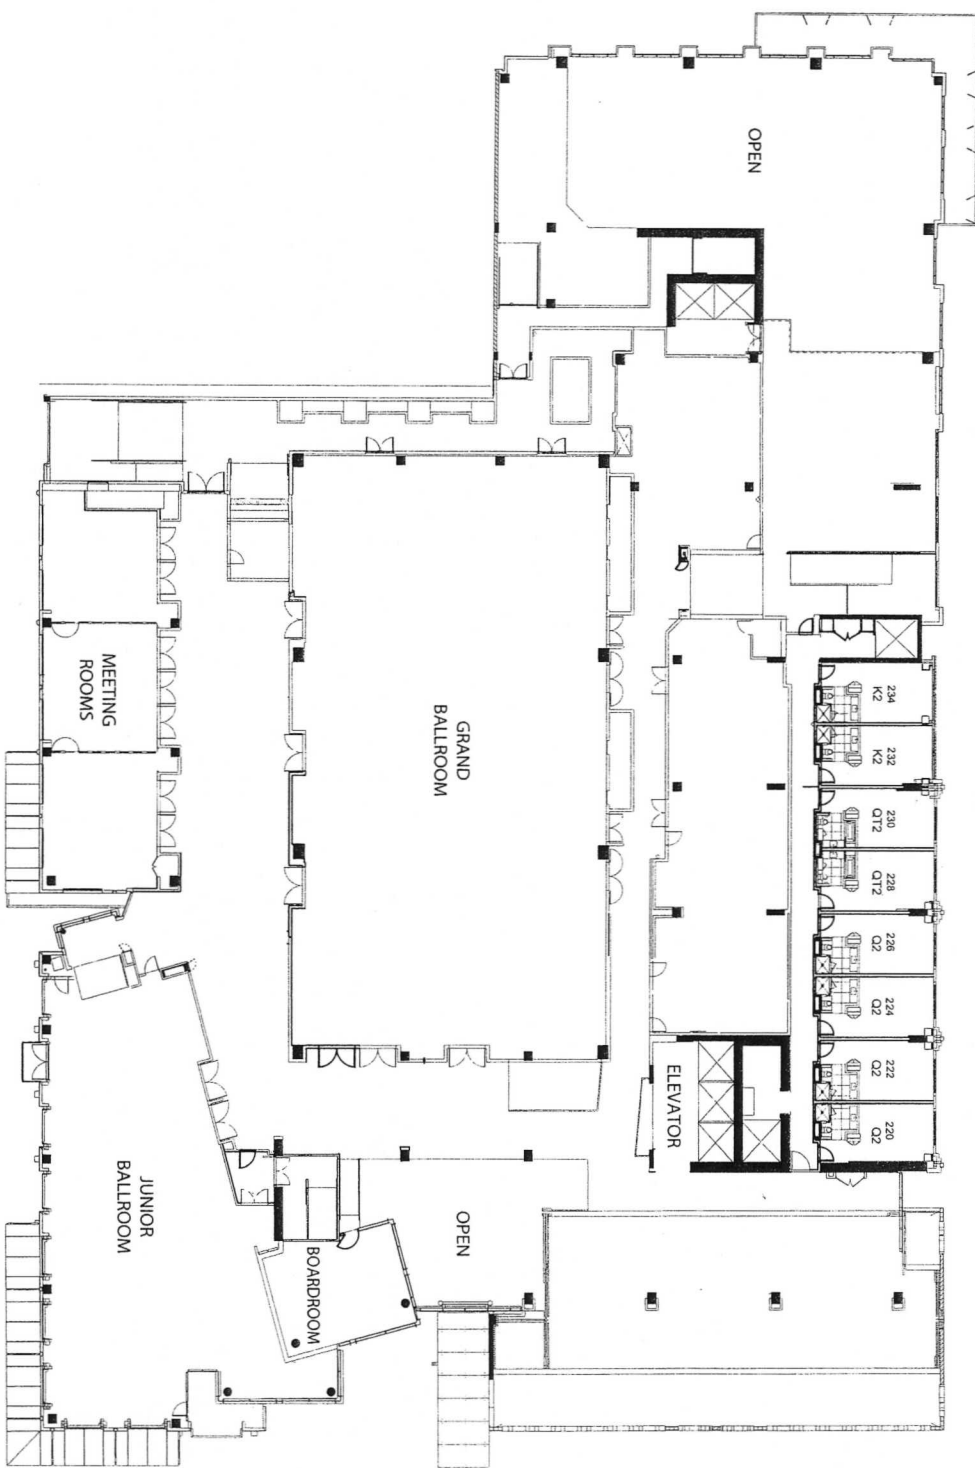 OPEN
234
K2
232
K2
230
QT2
228
QT2
226
Q2
224
Q2
222
Q2
220
Q2
MEETING
ROOMS
GRAND
BALLROOM
ELEVATOR
JUNIOR
BALLROOM
BOARDROOM
OPEN